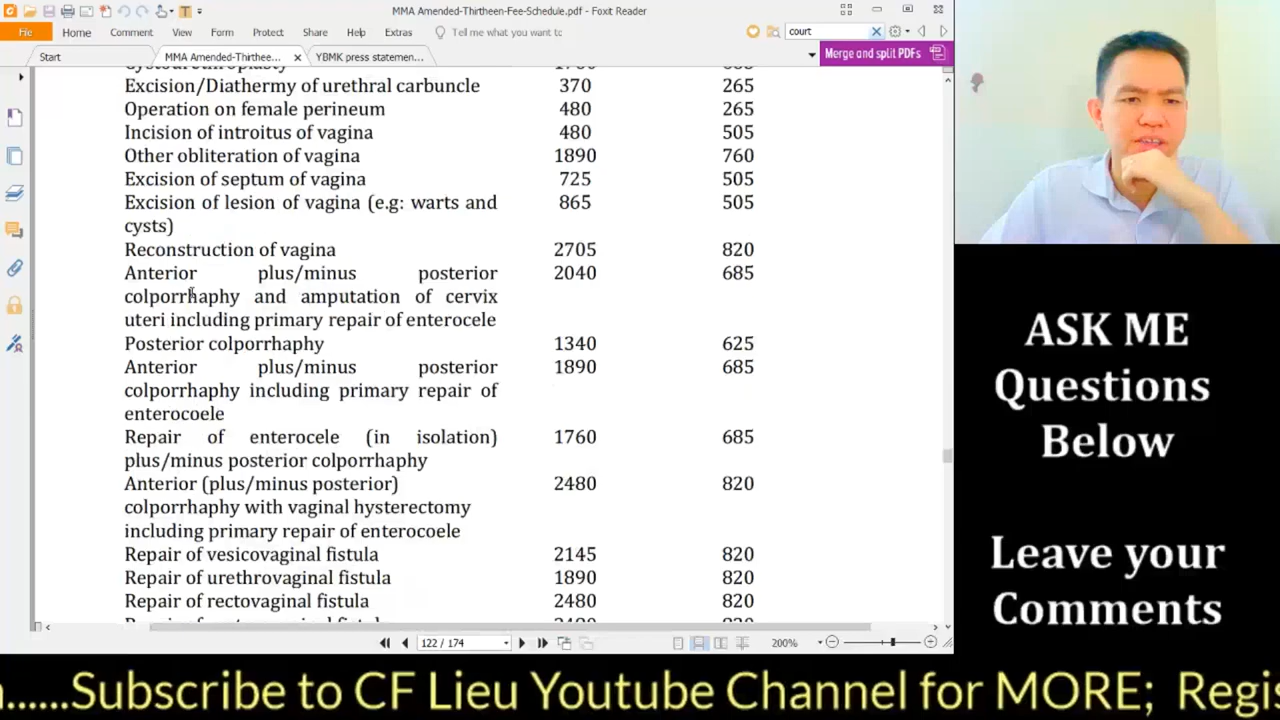 MMA Amended-Thirtheen-Fee-Schedule.pdf - Foxit Reader
File Home Comment View Form Protect Share Help Extras Tell me what you want to c
court
Start MMA Amended-Thirthee... YBMK press statemen... Merge and split PDFs
Cystourethroplasty
Excision/Diathermy of urethral carbuncle 370 265
Operation on female perineum 480 265
Incision of introitus of vagina 480 505
Other obliteration of vagina 1890 760
Excision of septum of vagina 725 505
Excision of lesion of vagina (e.g: warts and 865 505
cysts)
Reconstruction of vagina 2705 820
Anterior plus/minus posterior 2040 685
colporrhaphy and amputation of cervix
uteri including primary repair of enterocele
Posterior colporrhaphy 1340 625
Anterior plus/minus posterior 1890 685
colporrhaphy including primary repair of
enterocoele
Repair of enterocele (in isolation) 1760 685
plus/minus posterior colporrhaphy
Anterior (plus/minus posterior) 2480 820
colporrhaphy with vaginal hysterectomy
including primary repair of enterocoele
Repair of vesicovaginal fistula 2145 820
Repair of urethrovaginal fistula 1890 820
Repair of rectovaginal fistula 2480 820
122 / 174 200%
ASK ME
Questions
Below
Leave your
Comments
......Subscribe to CF Lieu Youtube Channel for MORE; Regis